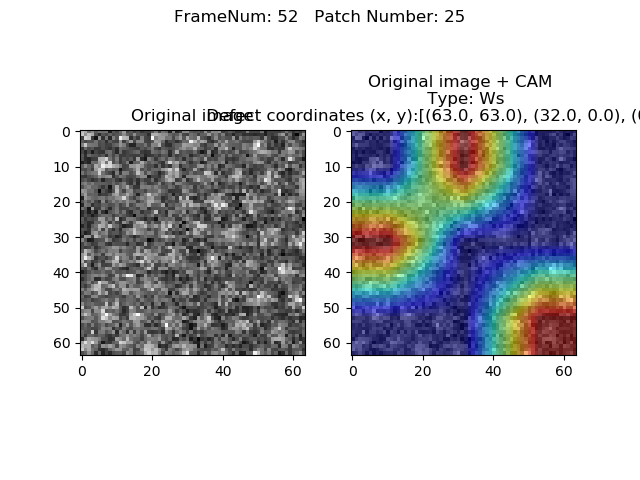 FrameNum: 52   Patch Number: 25
Original image + CAM
Type: Ws
Original image
Defect coordinates (x, y):[(63.0, 63.0), (32.0, 0.0), (
0
10
20
30
40
50
60
0 20 40 60
0
10
20
30
40
50
60
0 20 40 60